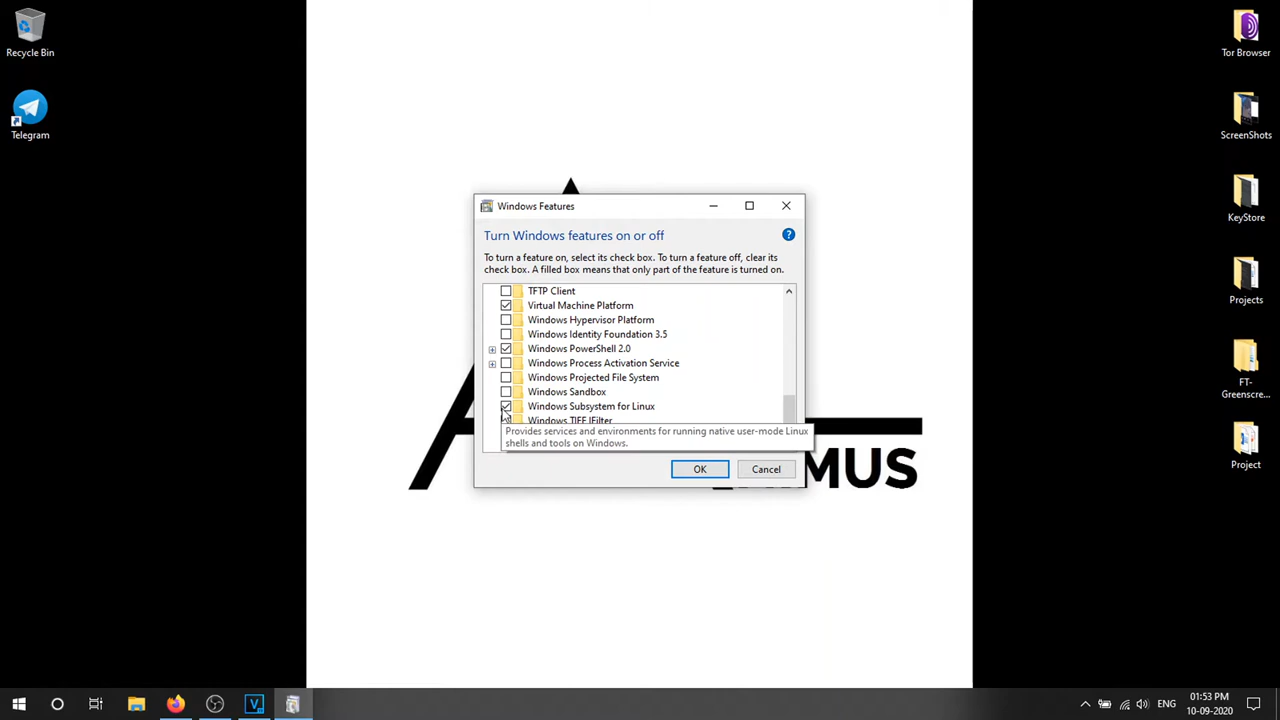 Recycle Bin
Telegram
Tor Browser
ScreenShots
KeyStore
Projects
FT-
Greenscre...
Project
Windows Features
Turn Windows features on or off
To turn a feature on, select its check box. To turn a feature off, clear its
check box. A filled box means that only part of the feature is turned on.
TFTP Client
Virtual Machine Platform
Windows Hypervisor Platform
Windows Identity Foundation 3.5
Windows PowerShell 2.0
Windows Process Activation Service
Windows Projected File System
Windows Sandbox
Windows Subsystem for Linux
Windows TIFF IFilter
Provides services and environments for running native user-mode Linux
shells and tools on Windows.
OK
Cancel
MUS
ENG
01:53 PM
10-09-2020